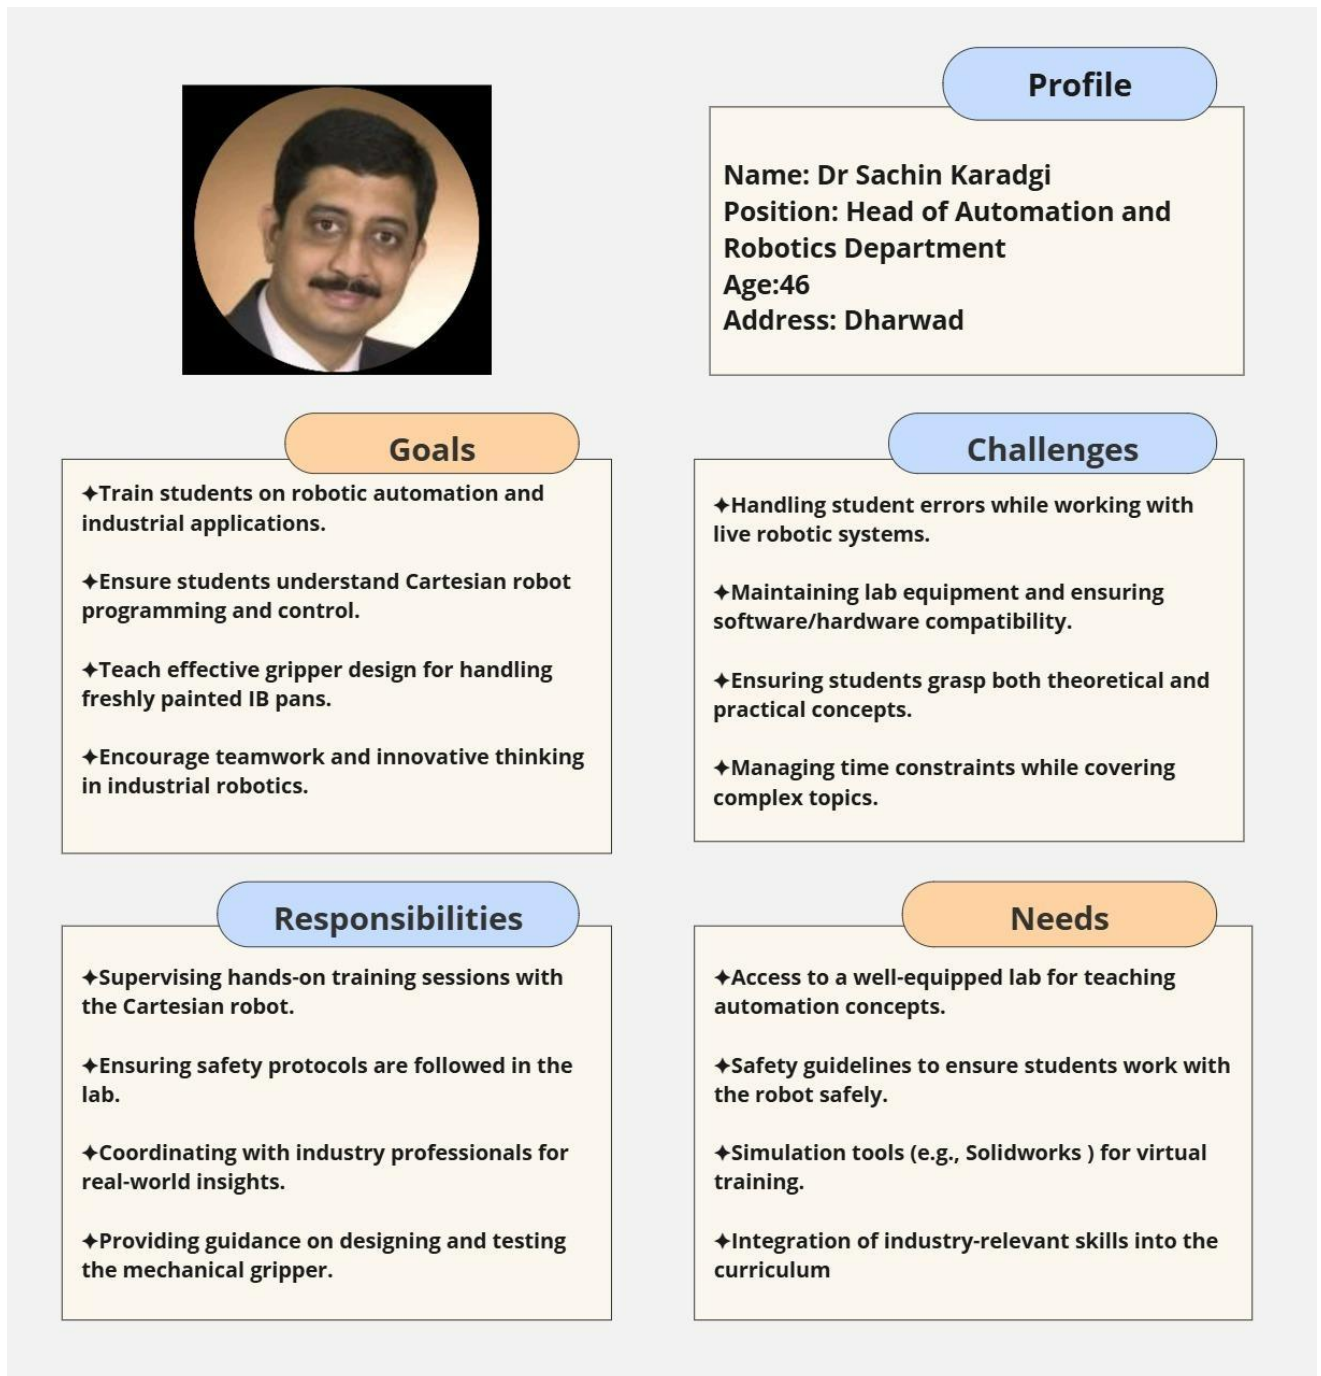 Profile
Name: Dr Sachin Karadgi
Position: Head of Automation and
Robotics Department
Age:46
Address: Dharwad
Goals
✦Train students on robotic automation and
industrial applications.
✦Ensure students understand Cartesian robot
programming and control.
✦Teach effective gripper design for handling
freshly painted IB pans.
✦Encourage teamwork and innovative thinking
in industrial robotics.
Challenges
✦Handling student errors while working with
live robotic systems.
✦Maintaining lab equipment and ensuring
software/hardware compatibility.
✦Ensuring students grasp both theoretical and
practical concepts.
✦Managing time constraints while covering
complex topics.
Responsibilities
✦Supervising hands-on training sessions with
the Cartesian robot.
✦Ensuring safety protocols are followed in the
lab.
✦Coordinating with industry professionals for
real-world insights.
✦Providing guidance on designing and testing
the mechanical gripper.
Needs
✦Access to a well-equipped lab for teaching
automation concepts.
✦Safety guidelines to ensure students work with
the robot safely.
✦Simulation tools (e.g., Solidworks ) for virtual
training.
✦Integration of industry-relevant skills into the
curriculum